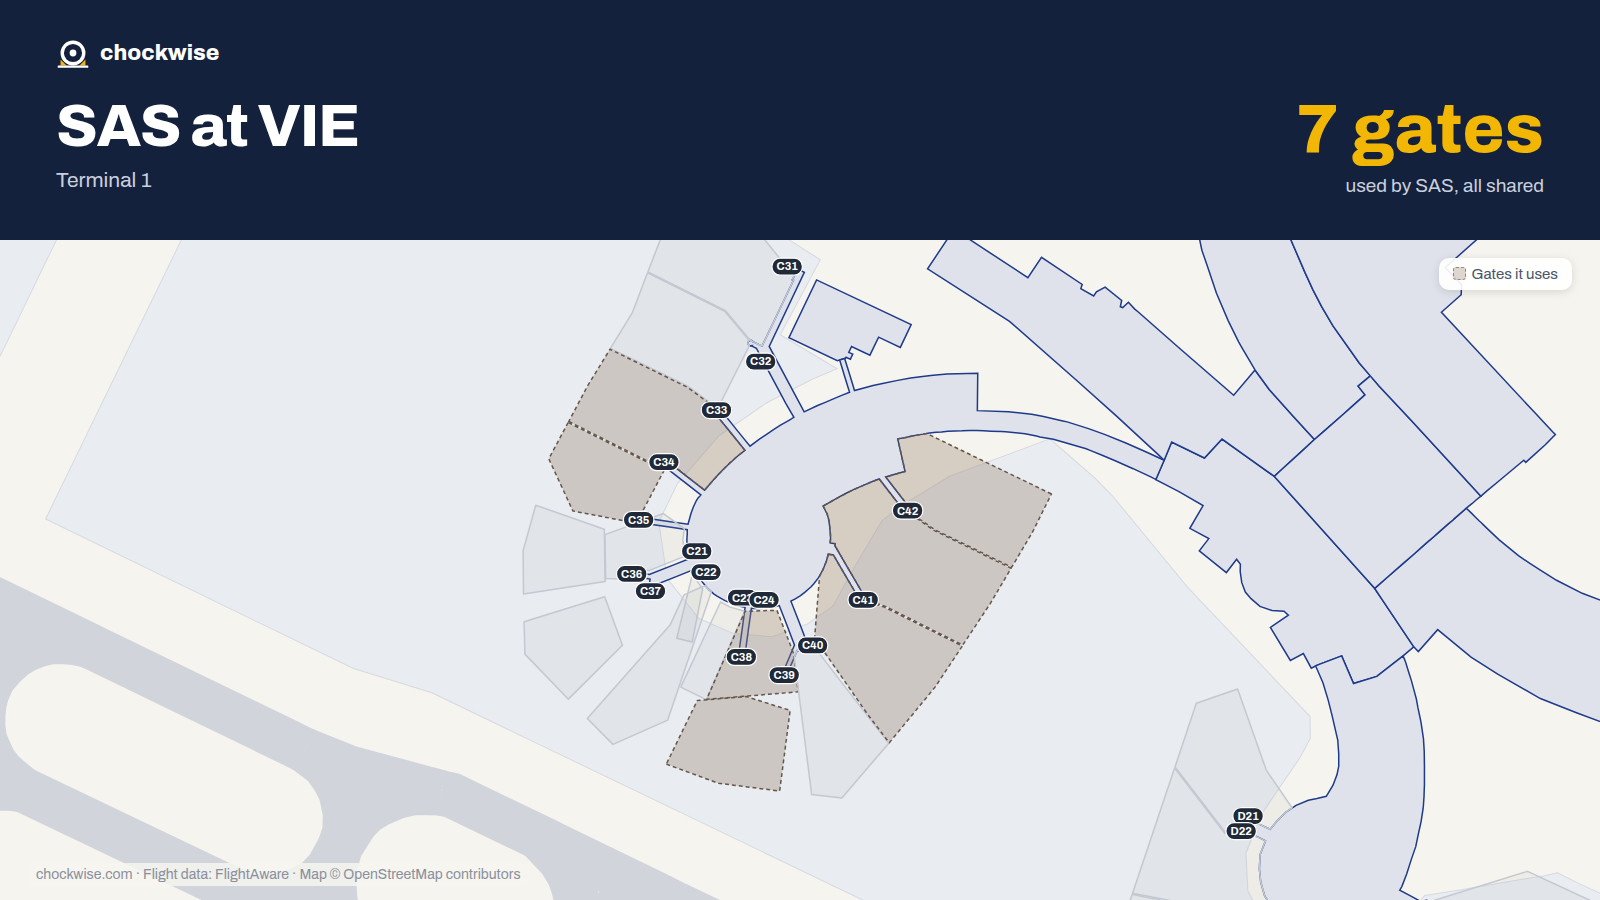 chockwise
SAS at VIE
Terminal 1
7 gates
used by SAS, all shared
Gates it uses
C31
C32
C33
C34
C42
C35
C21
C22
C36
C37
C24
C41
C40
C38
C39
D21
D22
chockwise.com · Flight data: FlightAware · Map © OpenStreetMap contributors